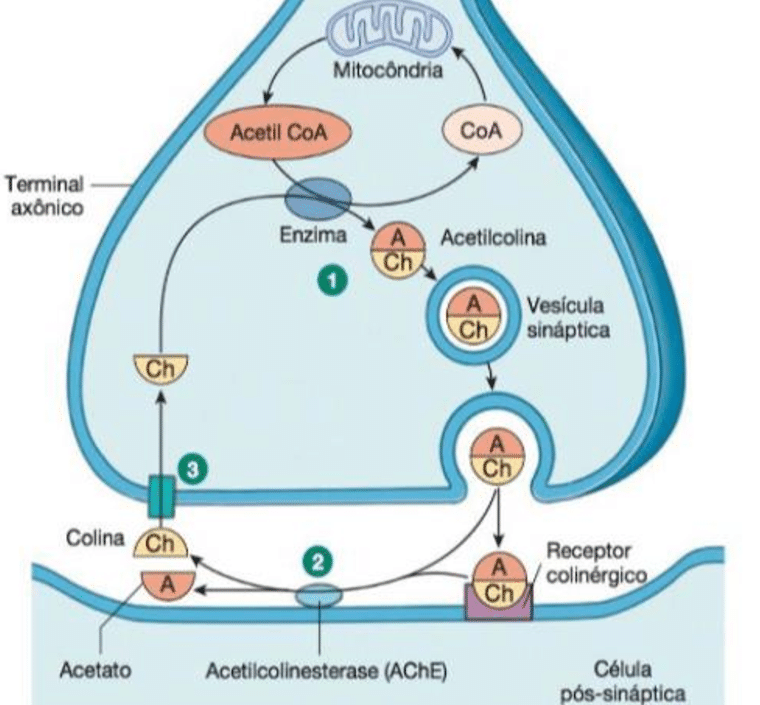 Mitocôndria
Acetil CoA
CoA
Terminal
axônico
Enzima
A
Ch
Acetilcolina
1
A
Ch
Vesícula
sináptica
Ch
A
Ch
3
Colina
Ch
A
2
A
Ch
Receptor
colinérgico
Acetato
Acetilcolinesterase (AChE)
Célula
pós-sináptica